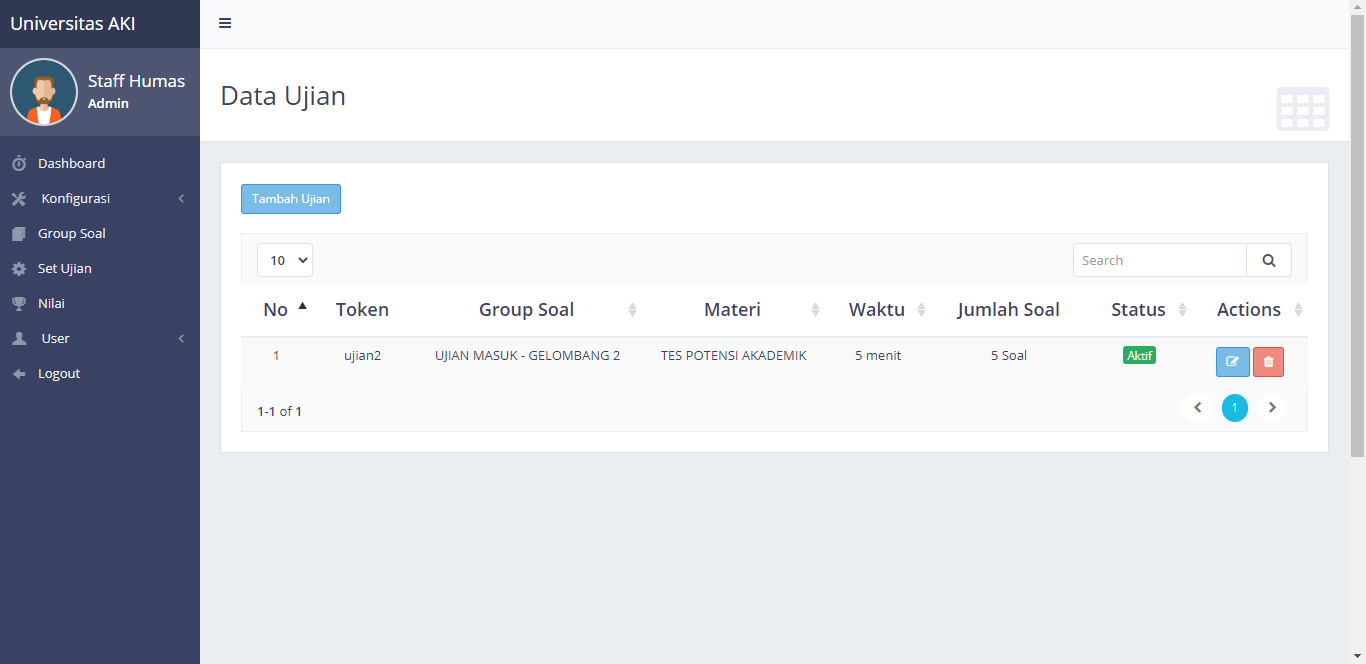 Universitas AKI
Staff Humas
Admin
Dashboard
Konfigurasi
Group Soal
Set Ujian
Nilai
User
Logout
Data Ujian
Tambah Ujian
10
Search
No Token Group Soal Materi Waktu Jumlah Soal Status Actions
1 ujian2 UJIAN MASUK - GELOMBANG 2 TES POTENSI AKADEMIK 5 menit 5 Soal Aktif
1-1 of 1
1